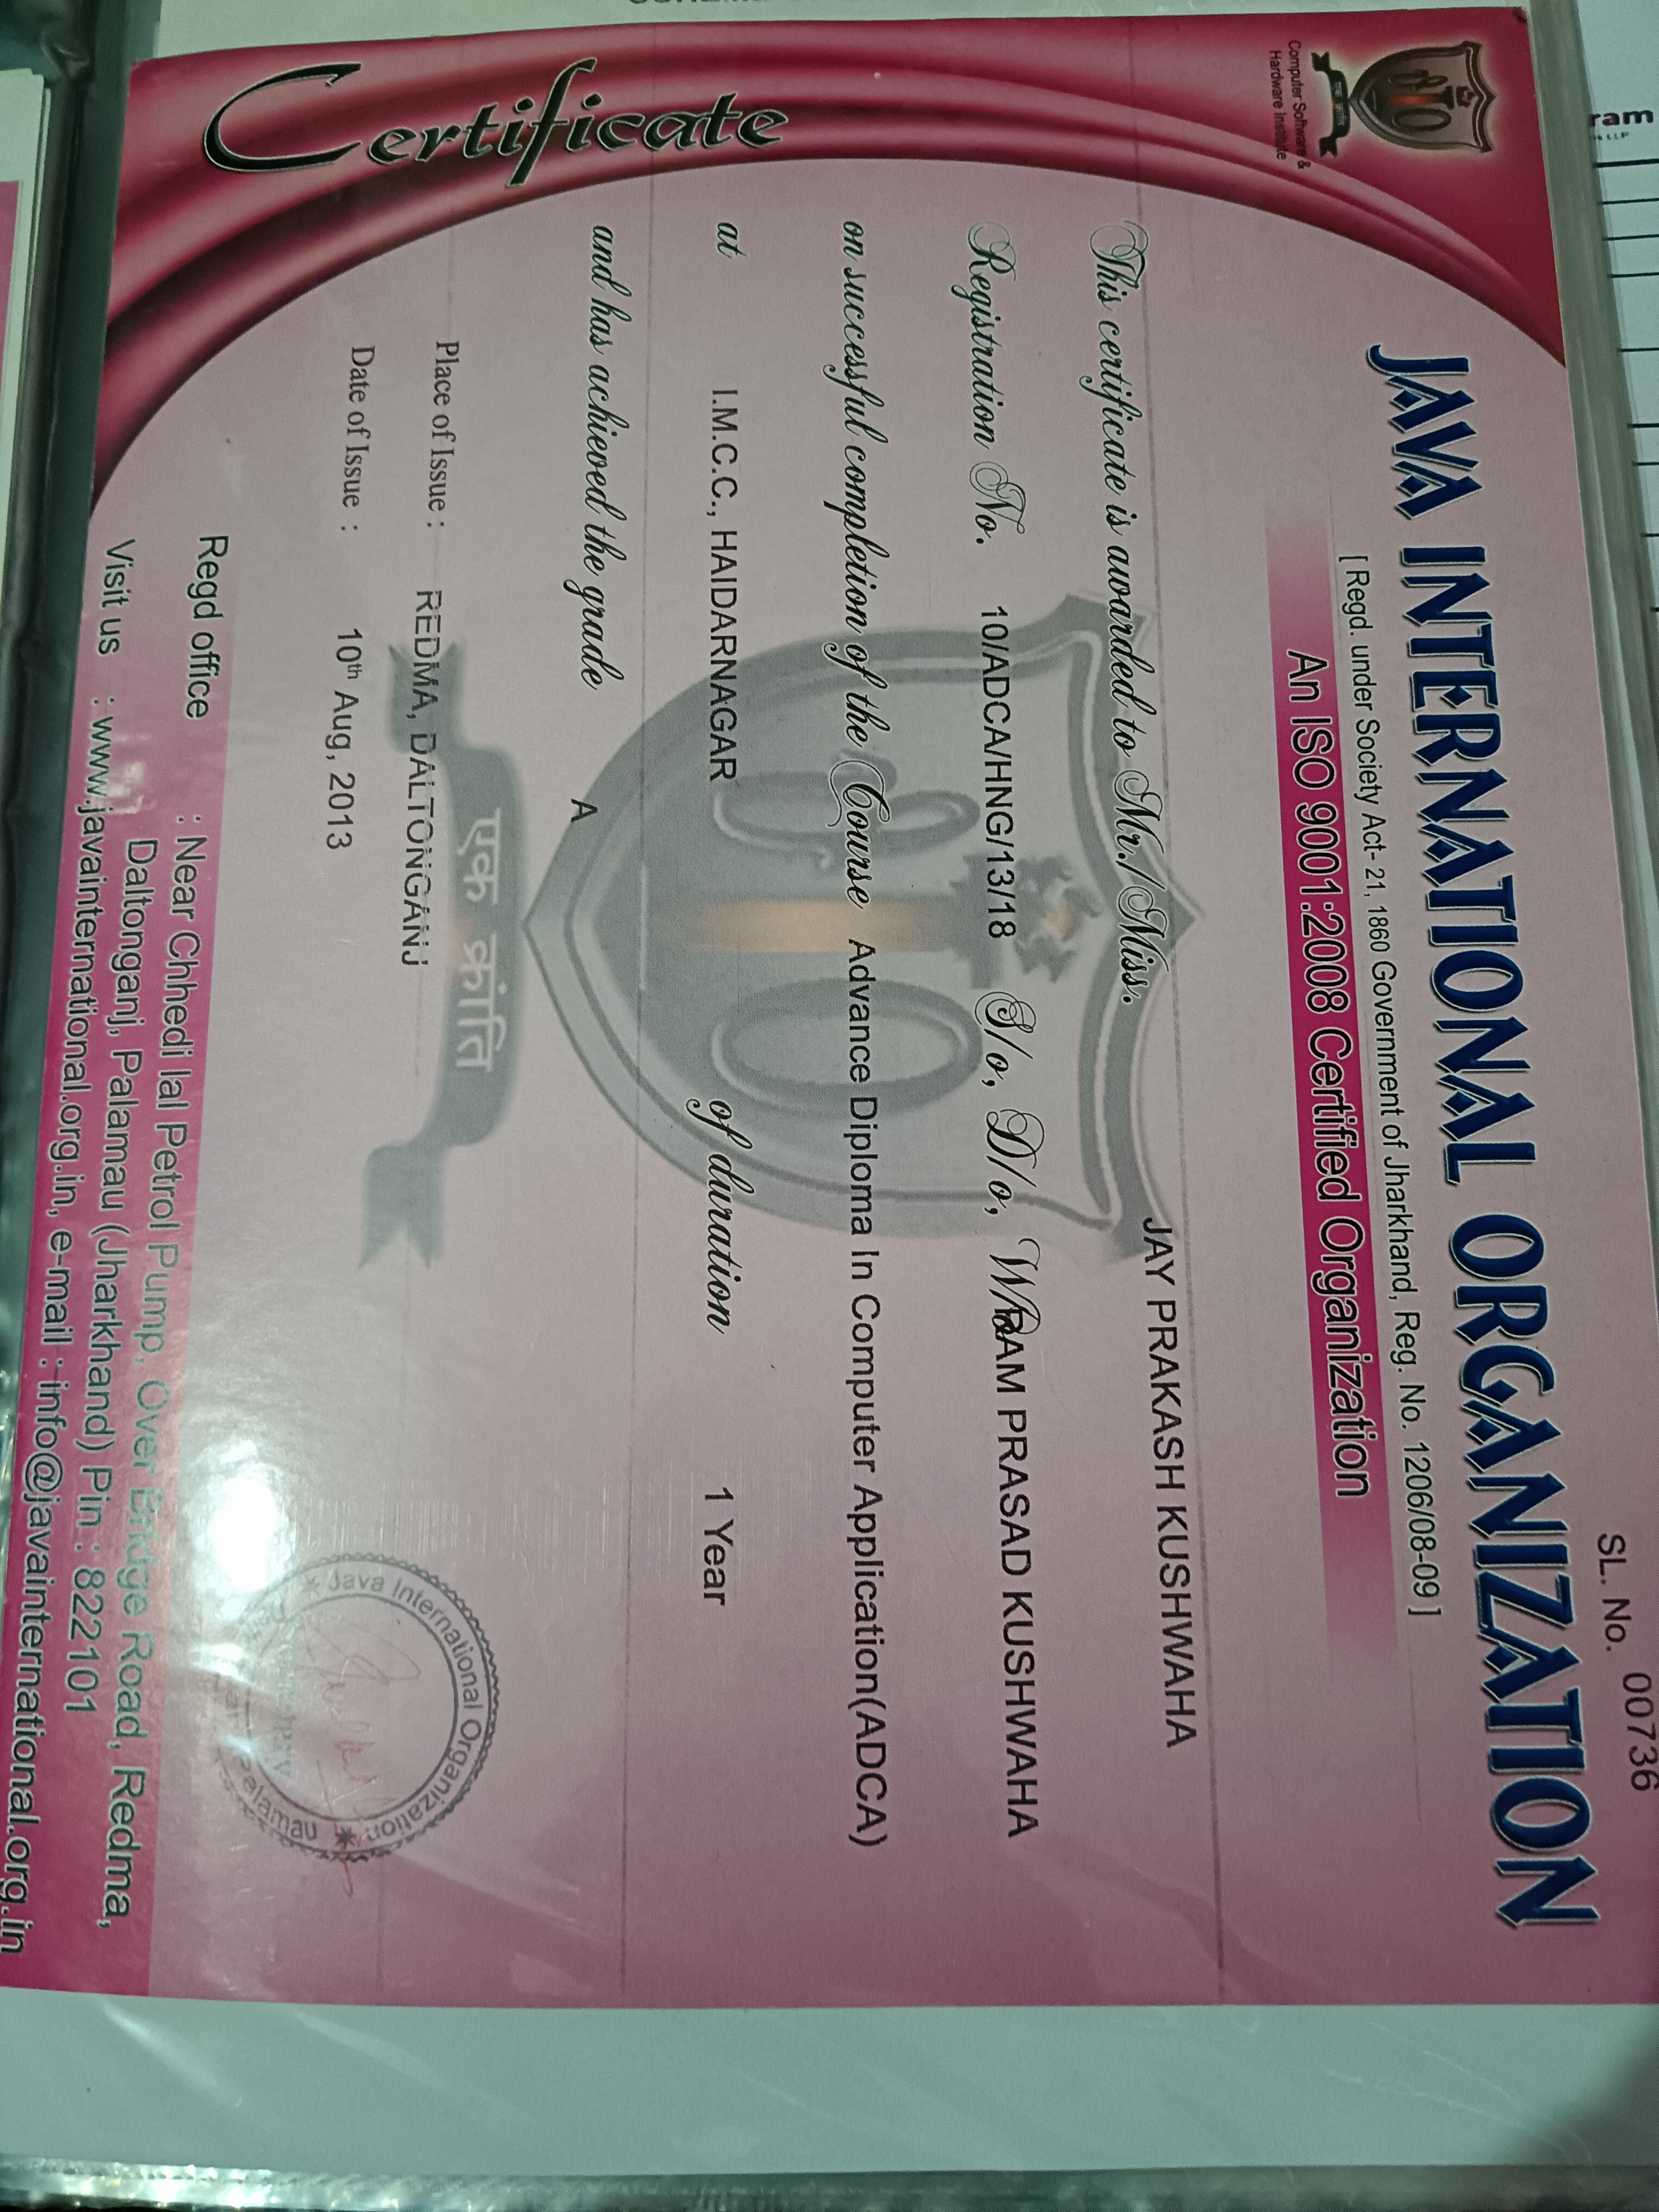 SL. No. 00736
JIO
Computer Software &
Hardware Institute
JAVA INTERNATIONAL ORGANIZATION
[ Regd. under Society Act- 21, 1860 Government of Jharkhand, Reg. No. 1206/08-09 ]
An ISO 9001:2008 Certified Organization
This certificate is awarded to Mr./Miss. JAY PRAKASH KUSHWAHA
Registration No. 10/ADCA/HNG/13/18 S/o, D/o, W/o RAM PRASAD KUSHWAHA
on successful completion of the Course Advance Diploma In Computer Application(ADCA)
at I.M.C.C., HAIDARNAGAR of duration 1 Year
and has achieved the grade A
एक क्रांति
Place of Issue : REDMA, DALTONGANJ
Date of Issue : 10th Aug, 2013
Certificate
Java International Organization
Regd office : Near Chhedi lal Petrol Pump, Over Bridge Road, Redma,
Daltonganj, Palamau (Jharkhand) Pin : 822101
Visit us : www.javainternational.org.in, e-mail : info@javainternational.org.in
ram